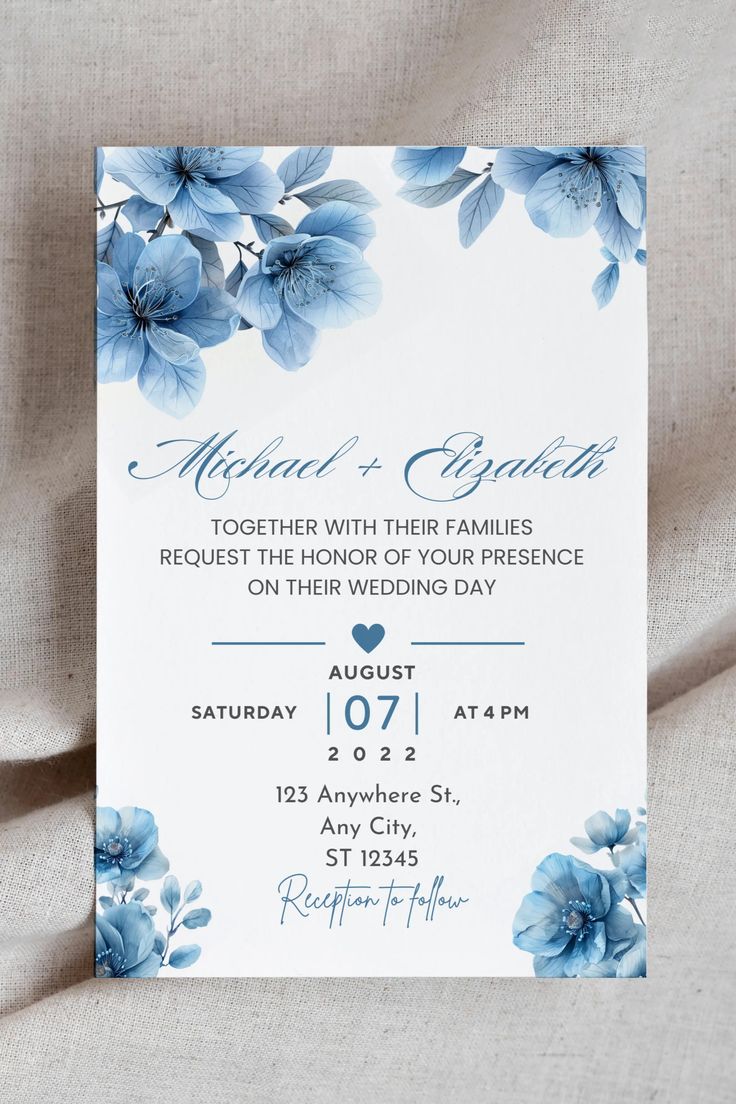 Michael + Elizabeth
TOGETHER WITH THEIR FAMILIES
REQUEST THE HONOR OF YOUR PRESENCE
ON THEIR WEDDING DAY
AUGUST
SATURDAY | 07 | AT 4 PM
2022
123 Anywhere St.,
Any City,
ST 12345
Reception to follow